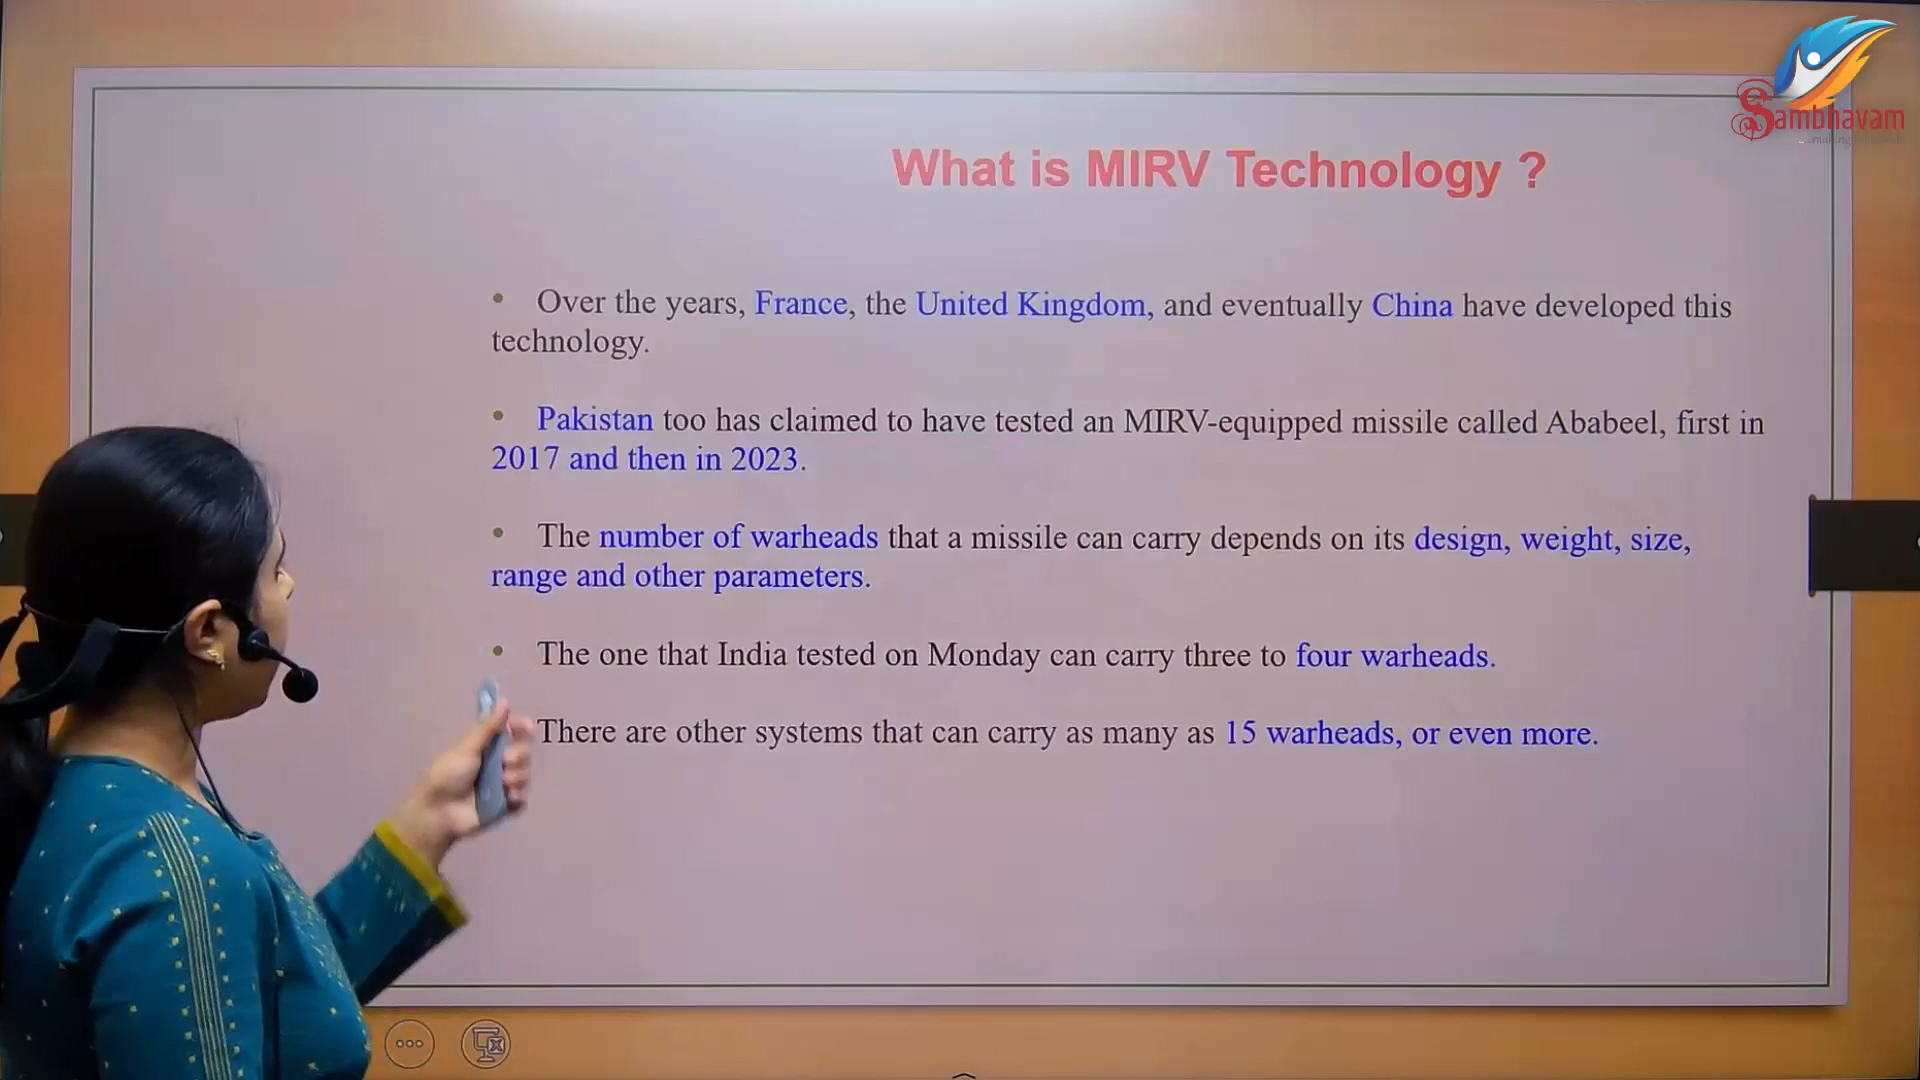 Sambhavam
What is MIRV Technology ?
• Over the years, France, the United Kingdom, and eventually China have developed this
technology.
• Pakistan too has claimed to have tested an MIRV-equipped missile called Ababeel, first in
2017 and then in 2023.
• The number of warheads that a missile can carry depends on its design, weight, size,
range and other parameters.
• The one that India tested on Monday can carry three to four warheads.
There are other systems that can carry as many as 15 warheads, or even more.